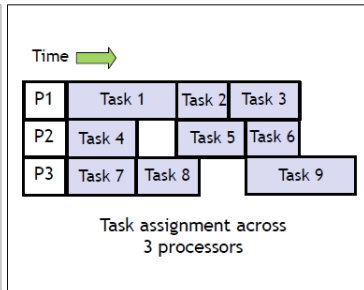 Time
P1 Task 1 Task 2 Task 3
P2 Task 4 Task 5 Task 6
P3 Task 7 Task 8 Task 9
Task assignment across
3 processors